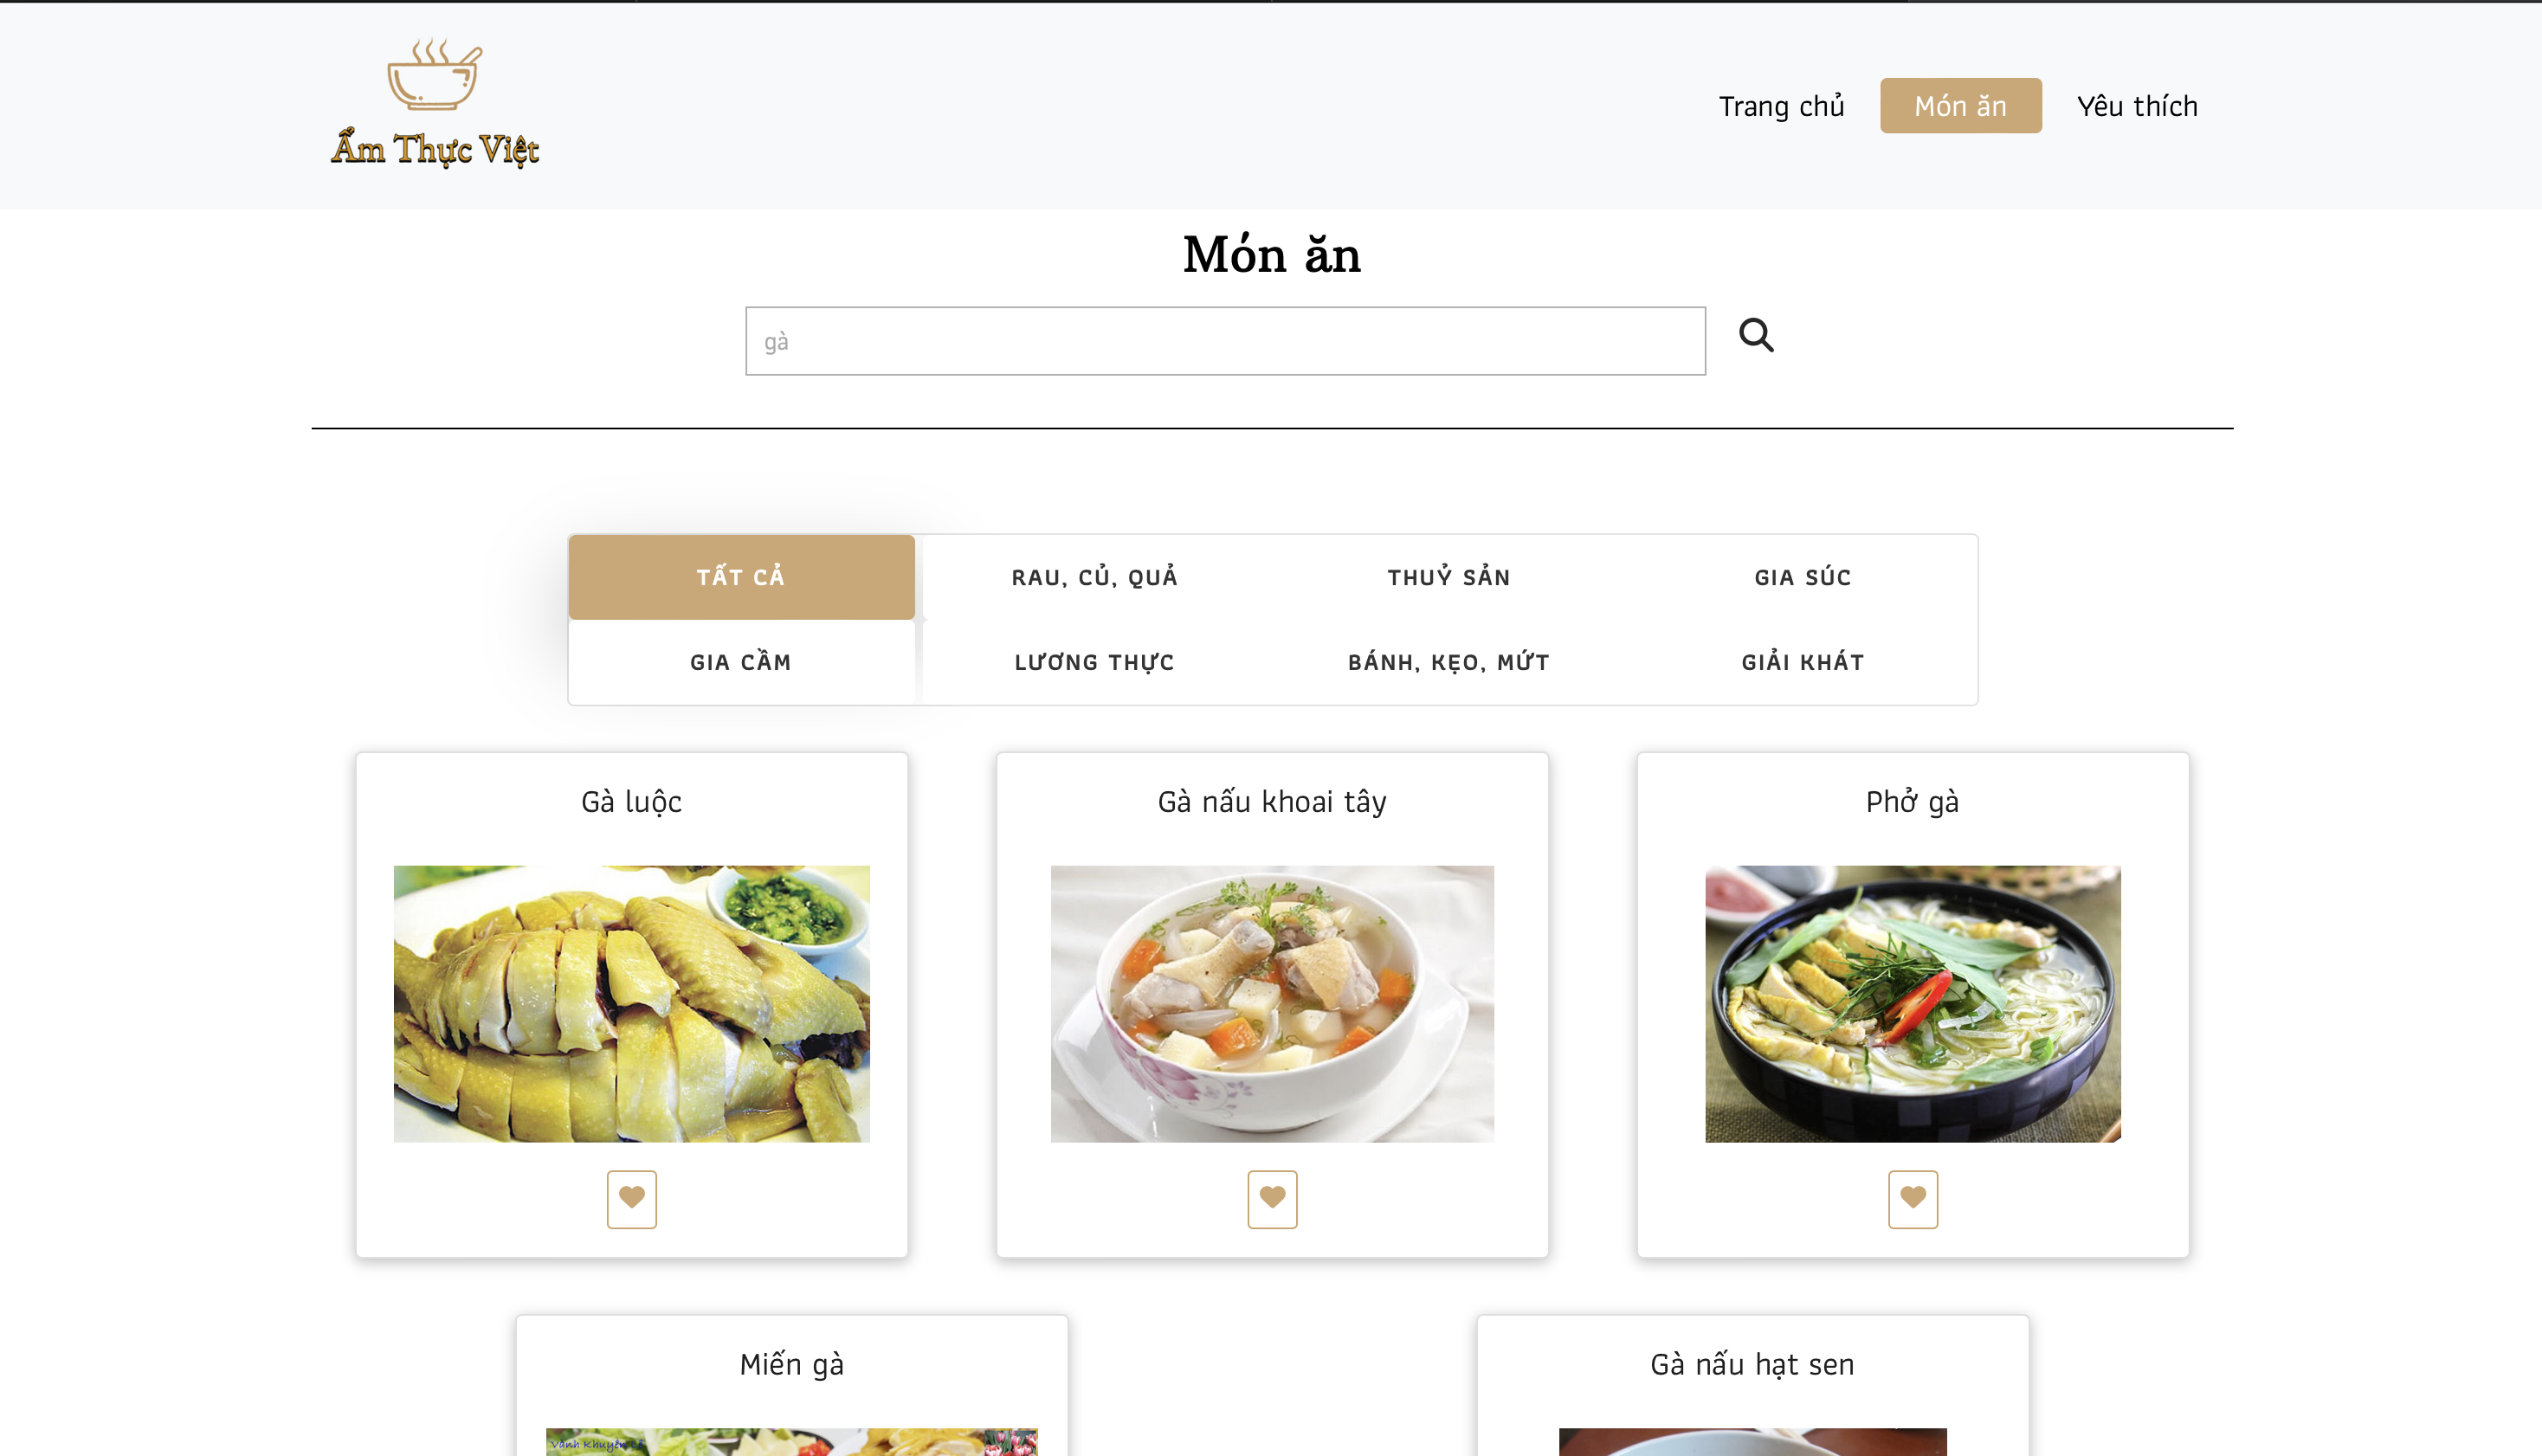 Ẩm Thực Việt
Trang chủ
Món ăn
Yêu thích
Món ăn
gà
TẤT CẢ
RAU, CỦ, QUẢ
THUỶ SẢN
GIA SÚC
GIA CẦM
LƯƠNG THỰC
BÁNH, KẸO, MỨT
GIẢI KHÁT
Gà luộc
Gà nấu khoai tây
Phở gà
Miến gà
Gà nấu hạt sen
Vành Khuyên